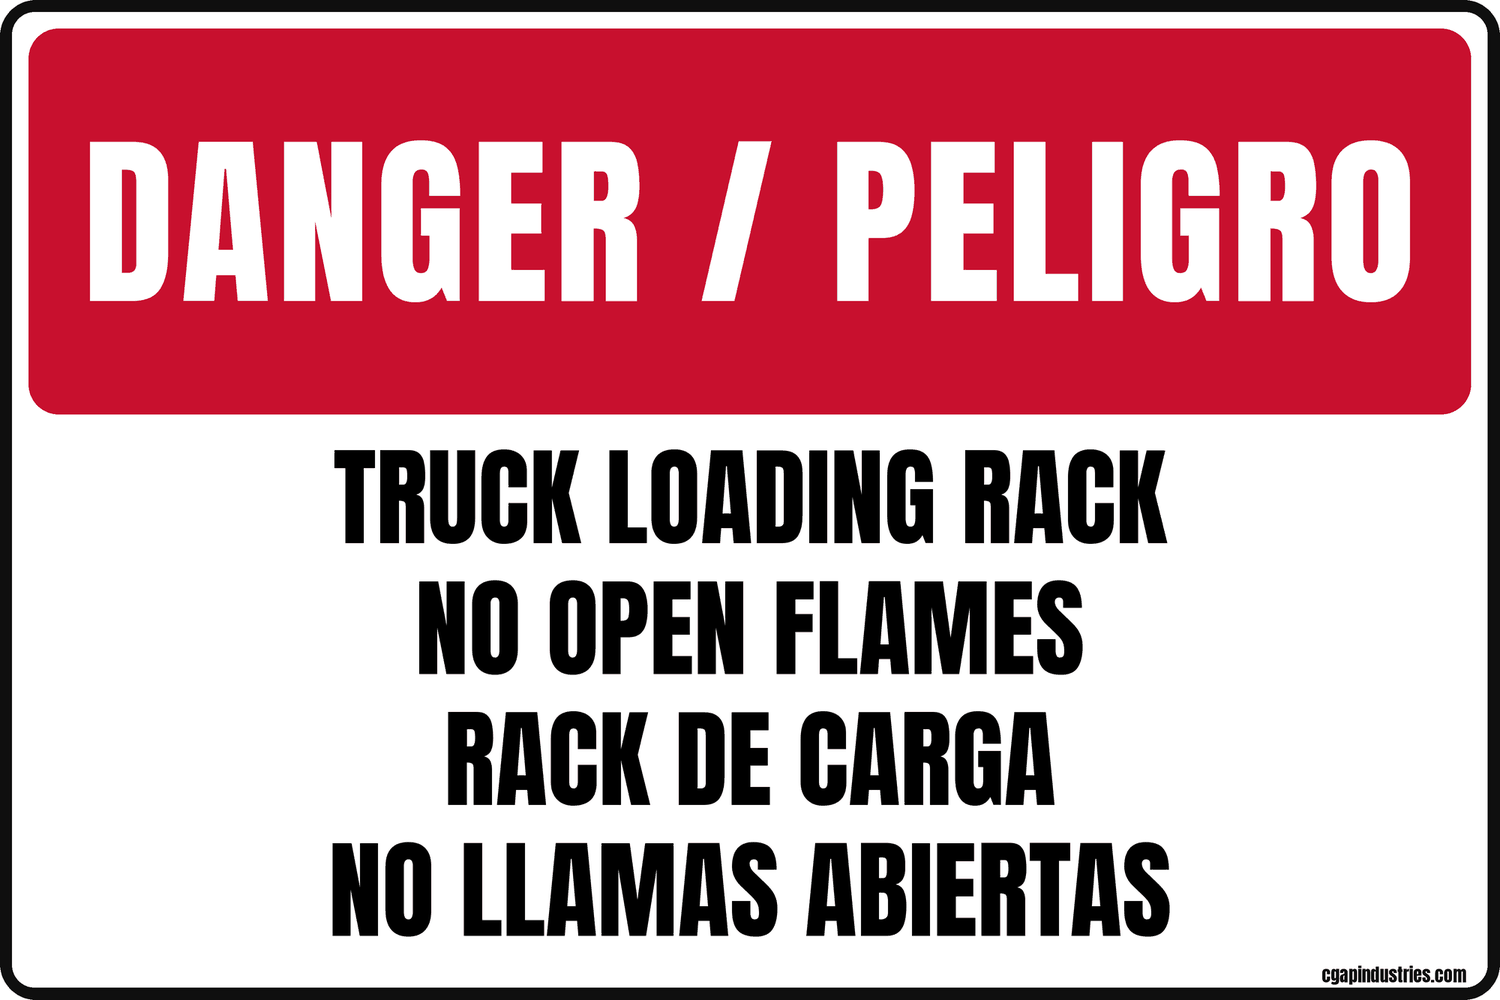 DANGER / PELIGRO
TRUCK LOADING RACK
NO OPEN FLAMES
RACK DE CARGA
NO LLAMAS ABIERTAS
cgapindustries.com